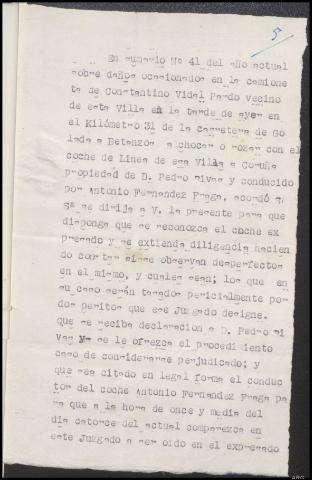 5
En sumario Nº 41 del año actual
sobre daños ocasionados en la camione
ta de Constantino Vidal Pardo vecino
de esta Villa en la tarde de ayer en
el Kilómetro 31 de la carretera de Go
lada a Betanzos al chocar o rozar con el
coche de Linea de esa Villa a Coruña
propiedad de D. Pedro Rivas y conducido
por Antonio Fernandez Fraga, acordó
Sª se dirija a V. la presente para que
disponga que se reconozca el cnche ex
presado y se extienda diligencia hacien
do constar si se observan desperfectos
en el mismo, y cuales sean; los que en
su caso serán tasados pericialmente por
dos peritos que ese Juzgado designe.
que se reciba declaración a D. Pedro Ri
vas y se le ofrezca el procedimiento
caso de considerarse perjudicado; y
que sea citado en legal forma el conduc
tor del coche Antonio Fernandez Fraga pa
ra que a la hora de once y media del
dia catorce del actual comparezca en
este Juzgado a ser oido en el expresado